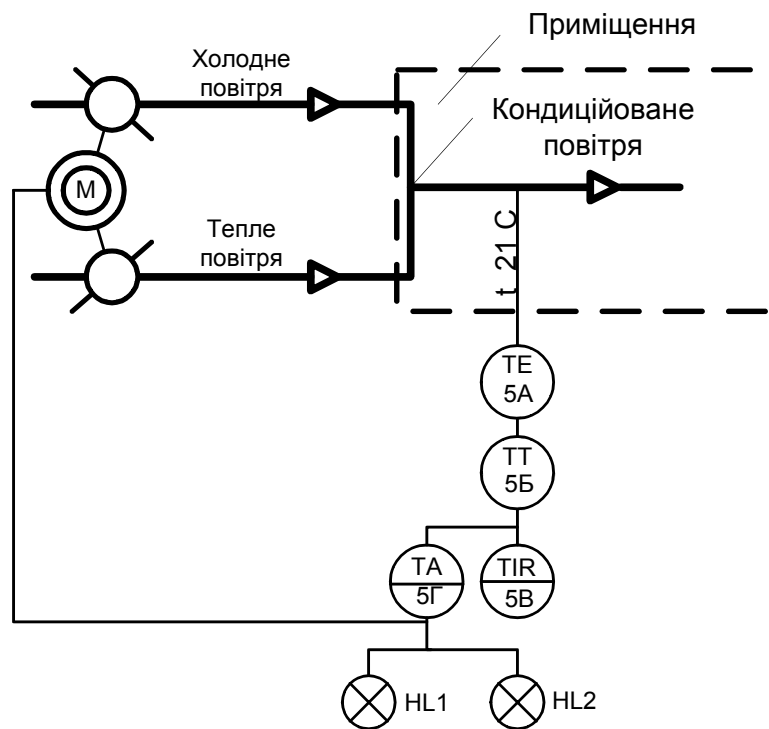 Приміщення
Холодне
повітря
Кондиційоване
повітря
М
Тепле
повітря
t 21 C
TE
5А
TT
5Б
TA
5Г
TIR
5В
HL1
HL2